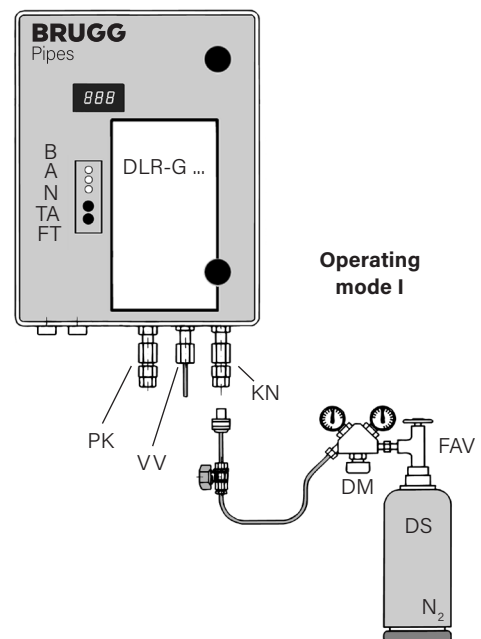 BRUGG
Pipes
888
B
A
N
TA
FT
DLR-G ...
Operating
mode I
PK
VV
KN
DM
FAV
DS
N₂